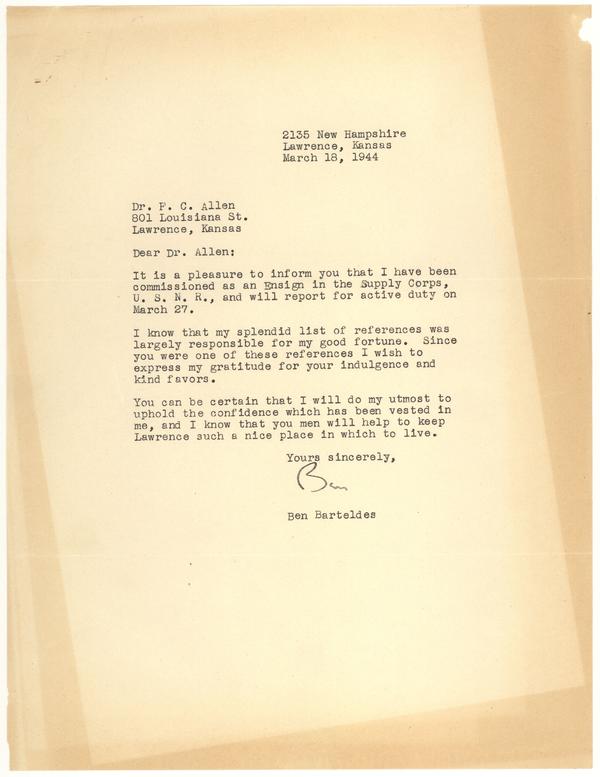 2135 New Hampshire
Lawrence, Kansas
March 18, 1944
Dr. F. C. Allen
801 Louisiana St.
Lawrence, Kansas
Dear Dr. Allen:
It is a pleasure to inform you that I have been
commissioned as an Ensign in the Supply Corps,
U. S. N. R., and will report for active duty on
March 27.
I know that my splendid list of references was
largely responsible for my good fortune. Since
you were one of these references I wish to
express my gratitude for your indulgence and
kind favors.
You can be certain that I will do my utmost to
uphold the confidence which has been vested in
me, and I know that you men will help to keep
Lawrence such a nice place in which to live.
Yours sincerely,
Ben
Ben Barteldes